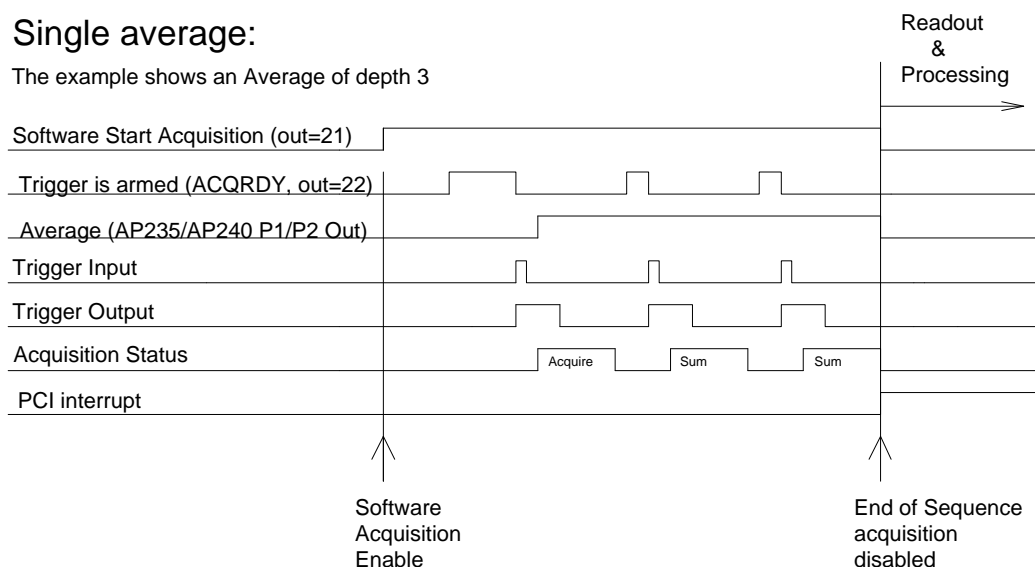 Single average:
The example shows an Average of depth 3
Readout
&
Processing
Software Start Acquisition (out=21)
Trigger is armed (ACQRDY, out=22)
Average (AP235/AP240 P1/P2 Out)
Trigger Input
Trigger Output
Acquisition Status
Acquire
Sum
Sum
PCI interrupt
Software
Acquisition
Enable
End of Sequence
acquisition
disabled